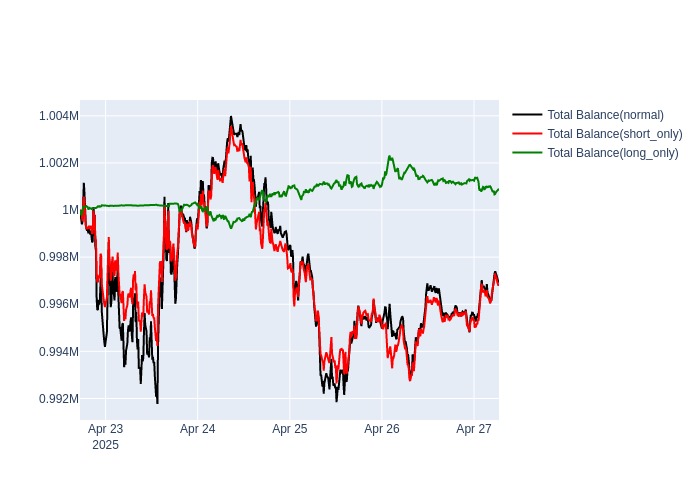 1.004M
1.002M
1M
0.998M
0.996M
0.994M
0.992M
Apr 23
2025
Apr 24
Apr 25
Apr 26
Apr 27
Total Balance(normal)
Total Balance(short_only)
Total Balance(long_only)